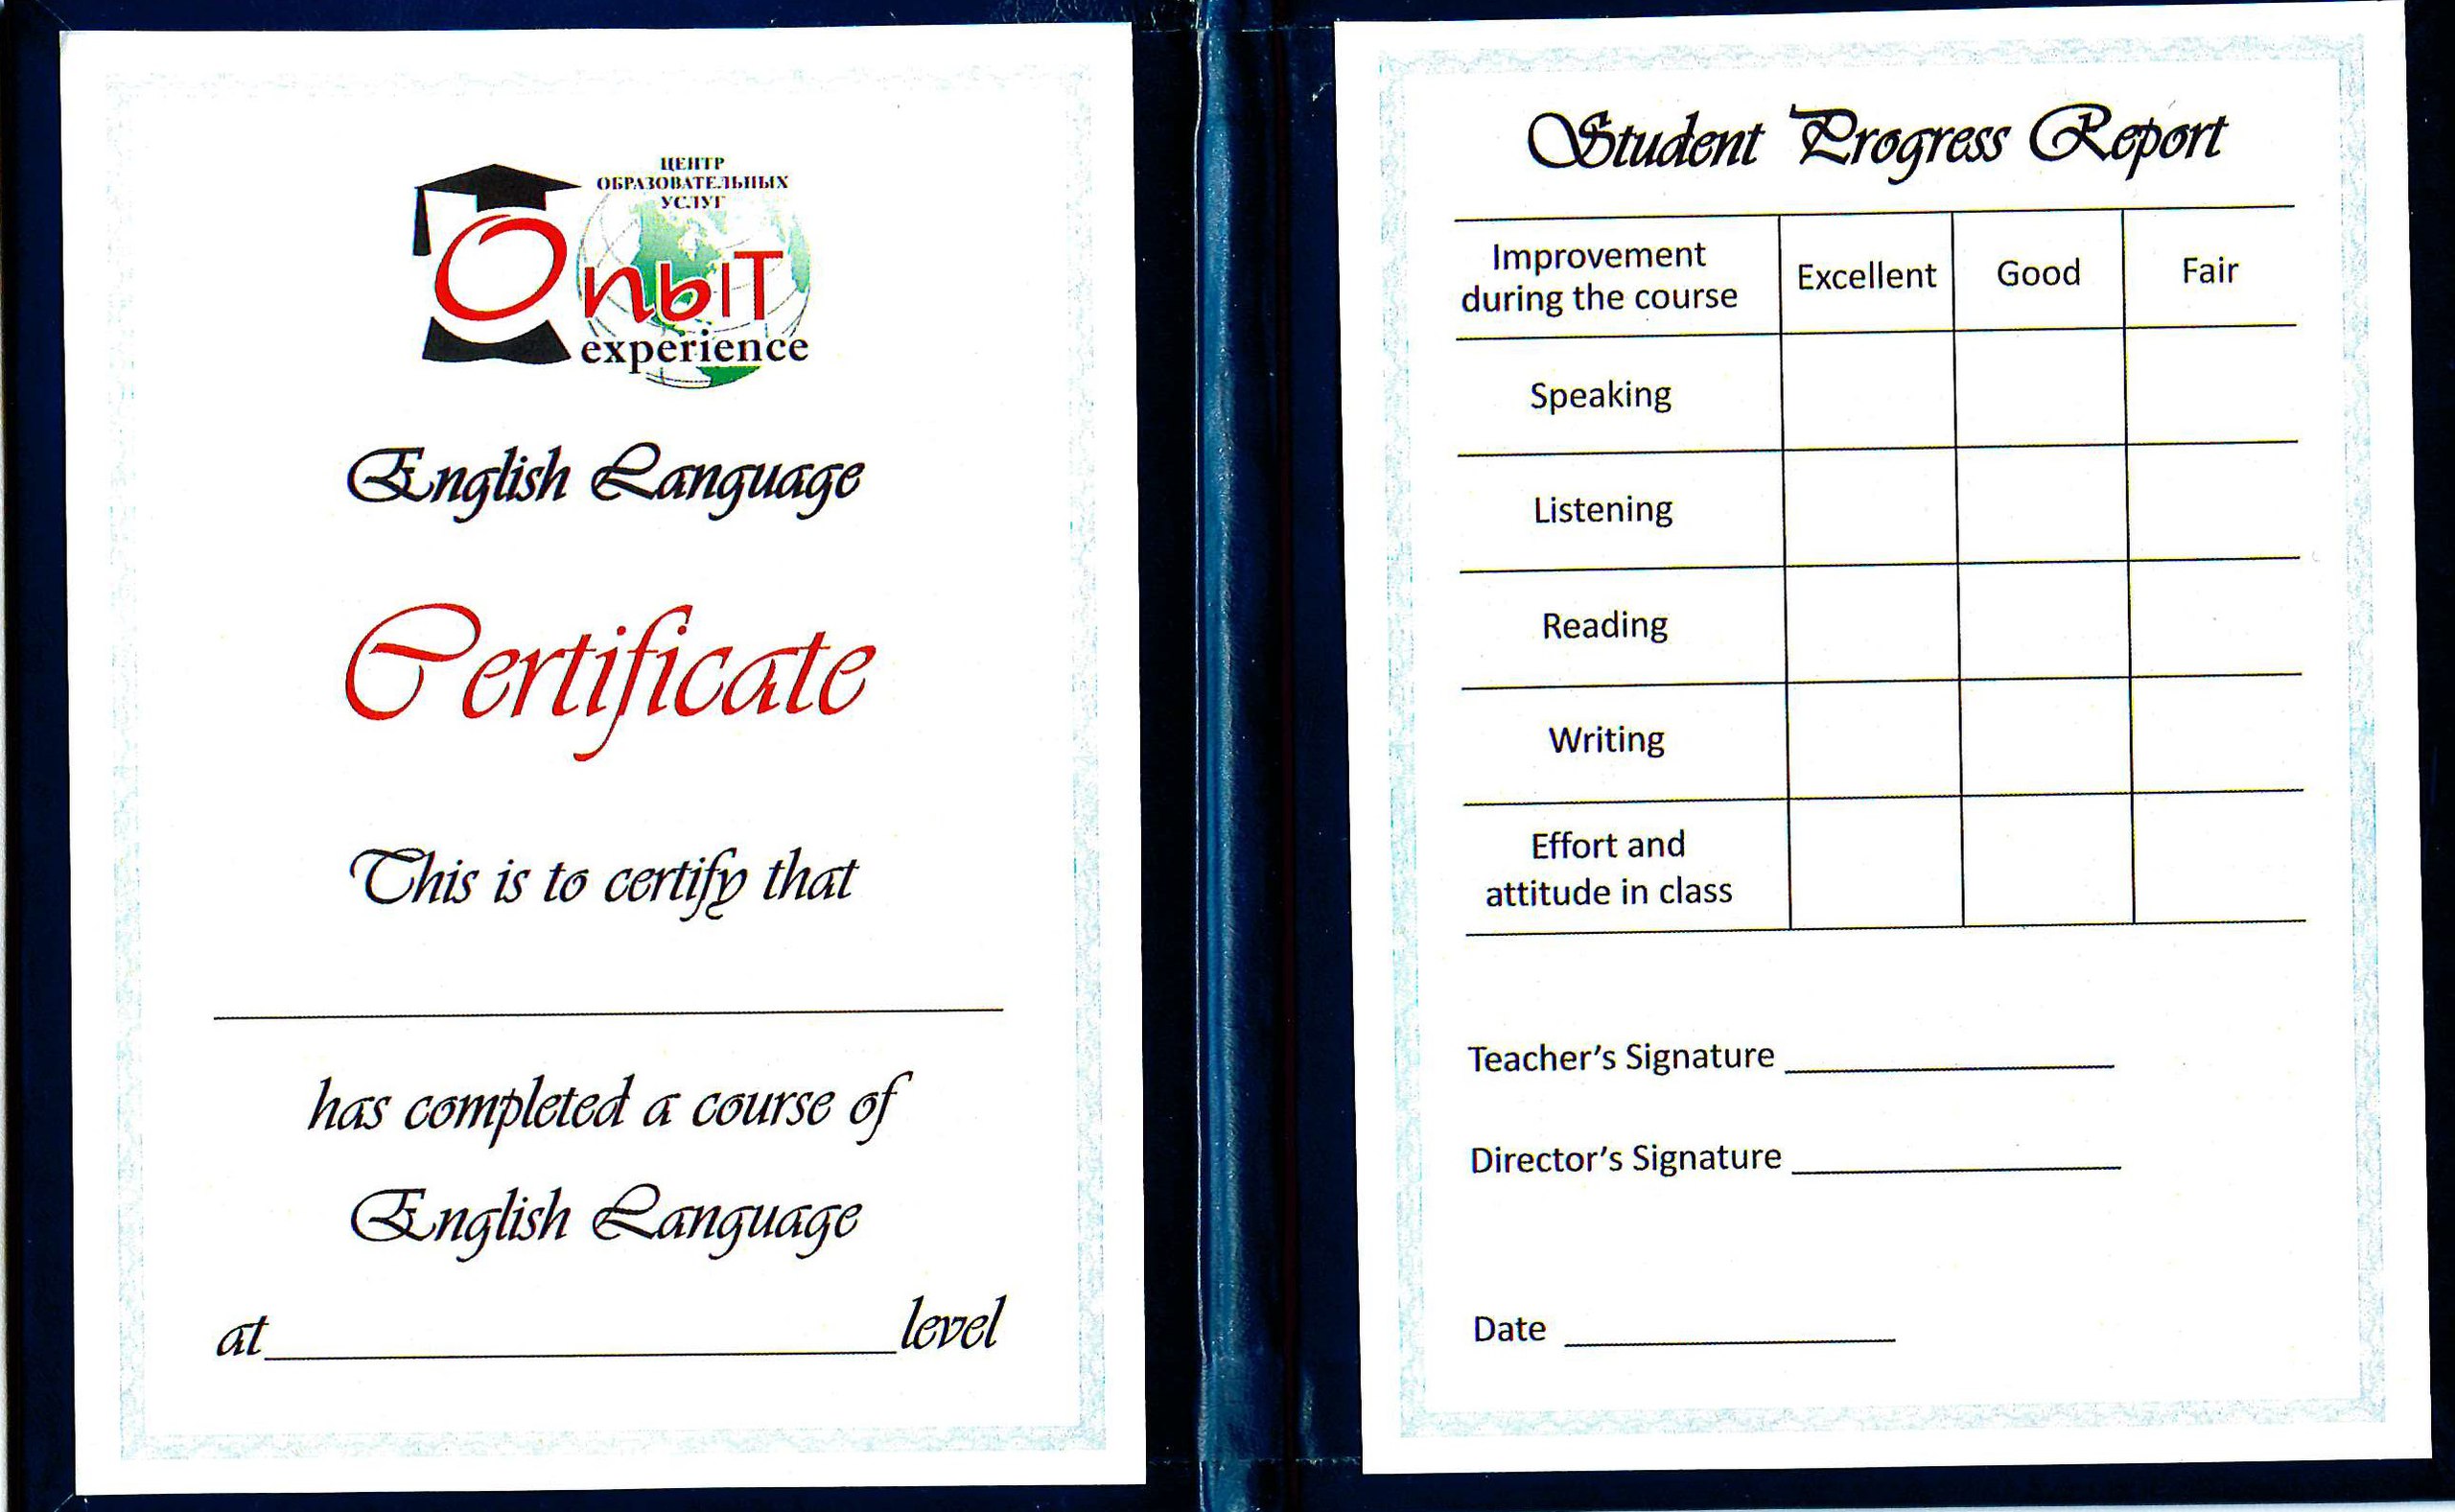 ЦЕНТР
ОБРАЗОВАТЕЛЬНЫХ
УСЛУГ
Опыт
experience
English Language
Certificate
This is to certify that
has completed a course of
English Language
at level
Student Progress Report
Improvement
during the course
Excellent
Good
Fair
Speaking
Listening
Reading
Writing
Effort and
attitude in class
Teacher’s Signature
Director’s Signature
Date